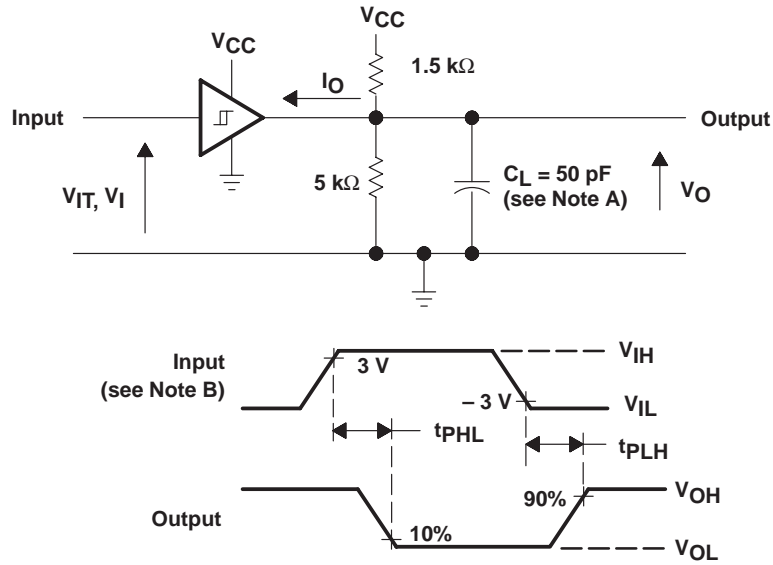 VCC
VCC
1.5 kΩ
IO
Input
Output
5 kΩ
CL = 50 pF
(see Note A)
VIT, VI
VO
Input
(see Note B)
3 V
– 3 V
VIH
VIL
tPHL
tPLH
Output
10%
90%
VOH
VOL